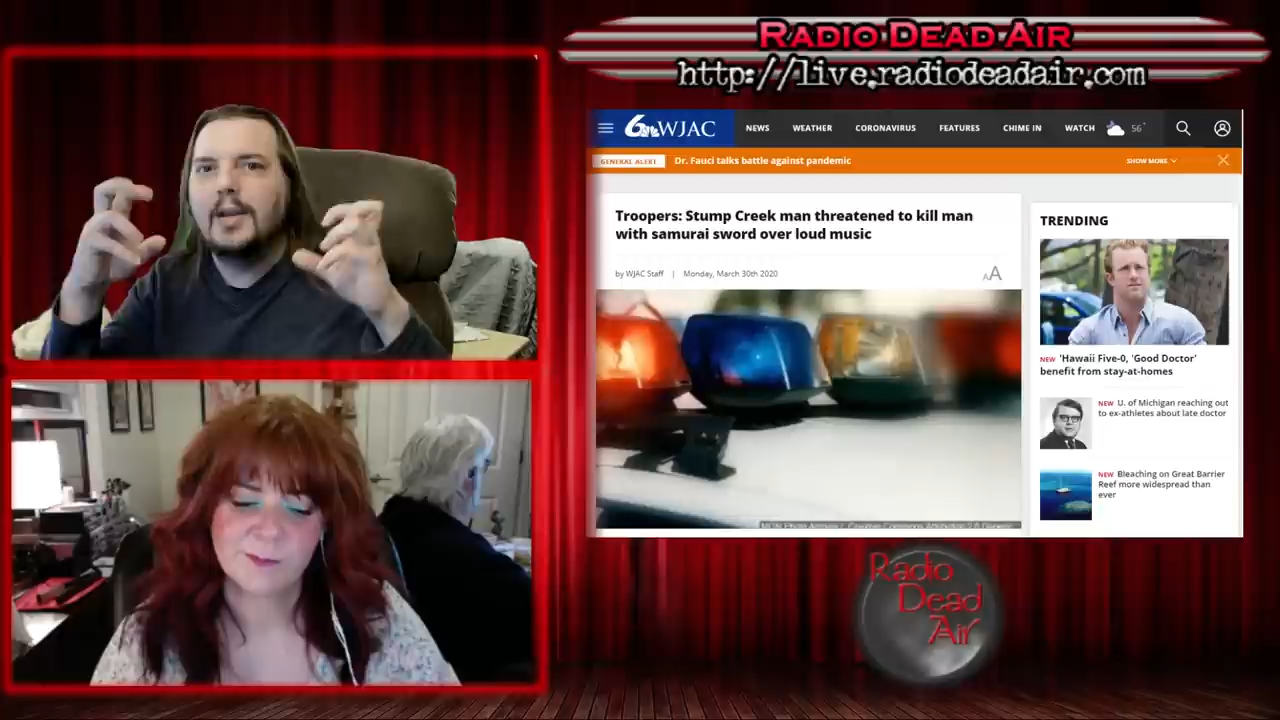 RADIO DEAD AIR
http://live.radiodeadair.com
6 WJAC
NEWS WEATHER CORONAVIRUS FEATURES CHIME IN WATCH 56°
GENERAL ALERT Dr. Fauci talks battle against pandemic SHOW MORE
Troopers: Stump Creek man threatened to kill man
with samurai sword over loud music
by WJAC Staff | Monday, March 30th 2020
AA
TRENDING
NEW 'Hawaii Five-0, 'Good Doctor'
benefit from stay-at-homes
NEW U. of Michigan reaching out
to ex-athletes about late doctor
NEW Bleaching on Great Barrier
Reef more widespread than
ever
Radio
Dead
Air